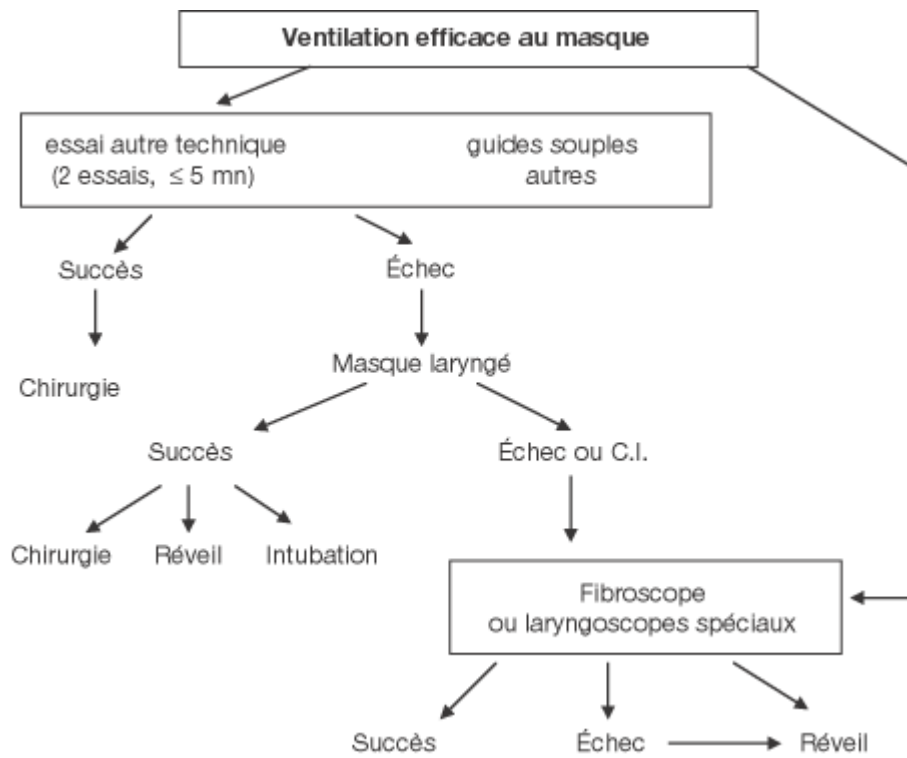 Ventilation efficace au masque
essai autre technique guides souples
(2 essais, ≤ 5 mn) autres
Succès Échec
Masque laryngé
Chirurgie
Succès Échec ou C.I.
Chirurgie Réveil Intubation
Fibroscope
ou laryngoscopes spéciaux
Succès Échec Réveil